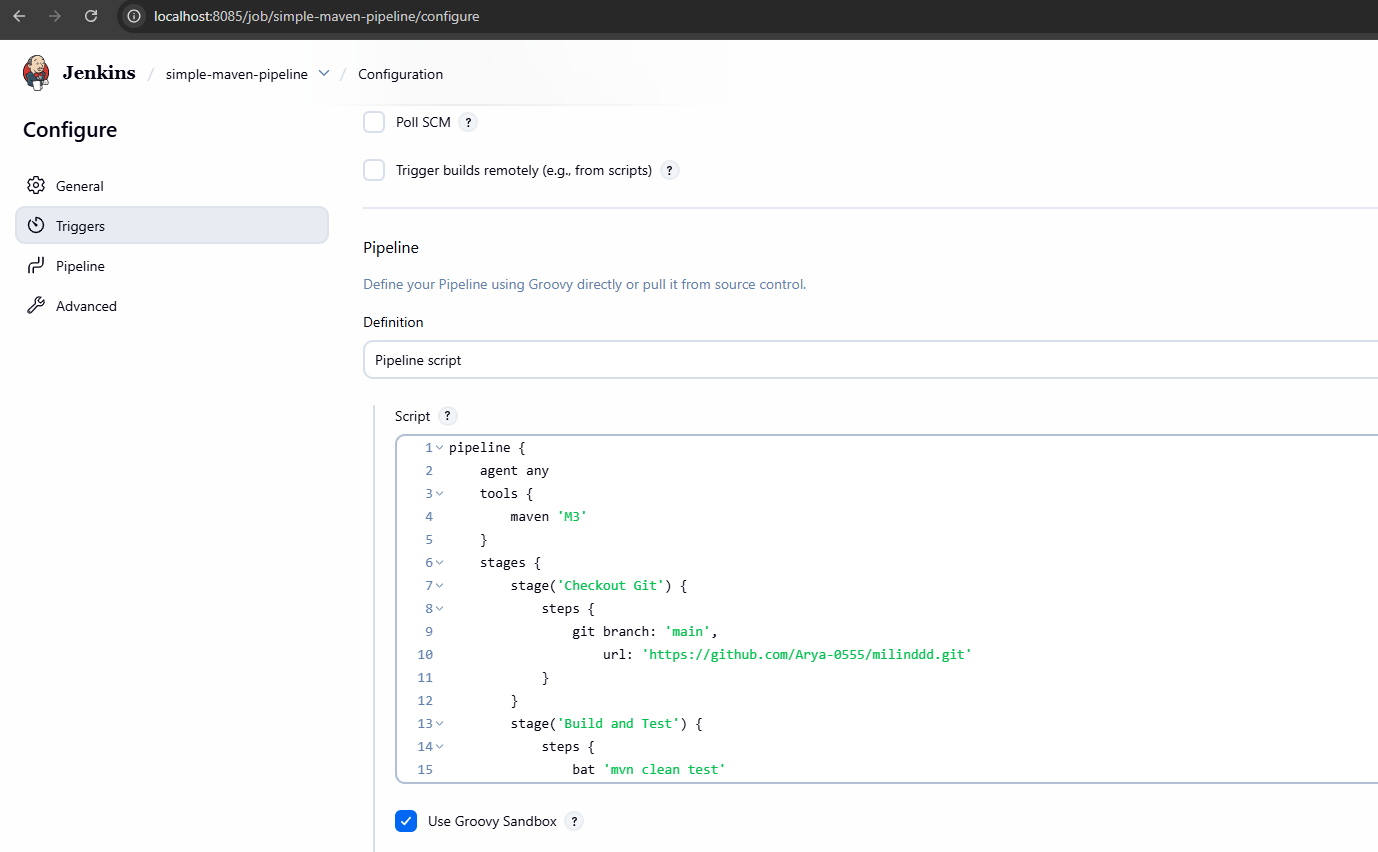 localhost:8085/job/simple-maven-pipeline/configure
Jenkins / simple-maven-pipeline / Configuration
Configure
General
Triggers
Pipeline
Advanced
Poll SCM ?
Trigger builds remotely (e.g., from scripts) ?
Pipeline
Define your Pipeline using Groovy directly or pull it from source control.
Definition
Pipeline script
Script ?
1 pipeline {
2     agent any
3     tools {
4         maven 'M3'
5     }
6     stages {
7         stage('Checkout Git') {
8             steps {
9                 git branch: 'main',
10                     url: 'https://github.com/Arya-0555/milinddd.git'
11             }
12         }
13         stage('Build and Test') {
14             steps {
15                 bat 'mvn clean test'
Use Groovy Sandbox ?